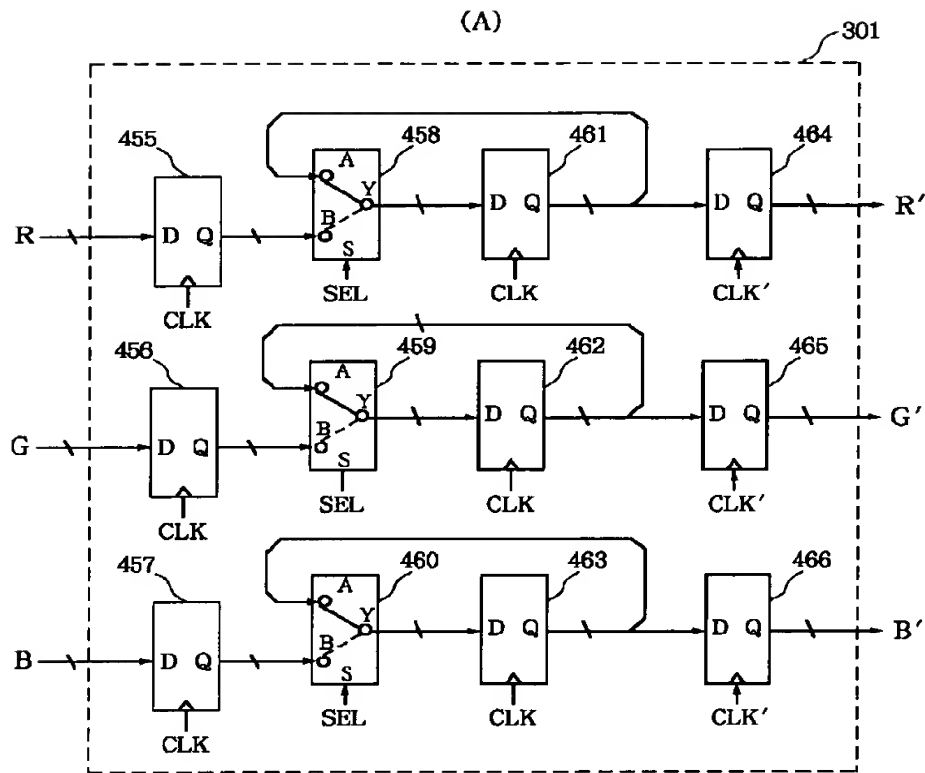 (A)
301
455
458
461
464
A
Y
B
S
D Q
D Q
D Q
R
R′
CLK
SEL
CLK
CLK′
456
459
462
465
A
Y
B
S
D Q
D Q
D Q
G
G′
CLK
SEL
CLK
CLK′
457
460
463
466
A
Y
B
S
D Q
D Q
D Q
B
B′
CLK
SEL
CLK
CLK′